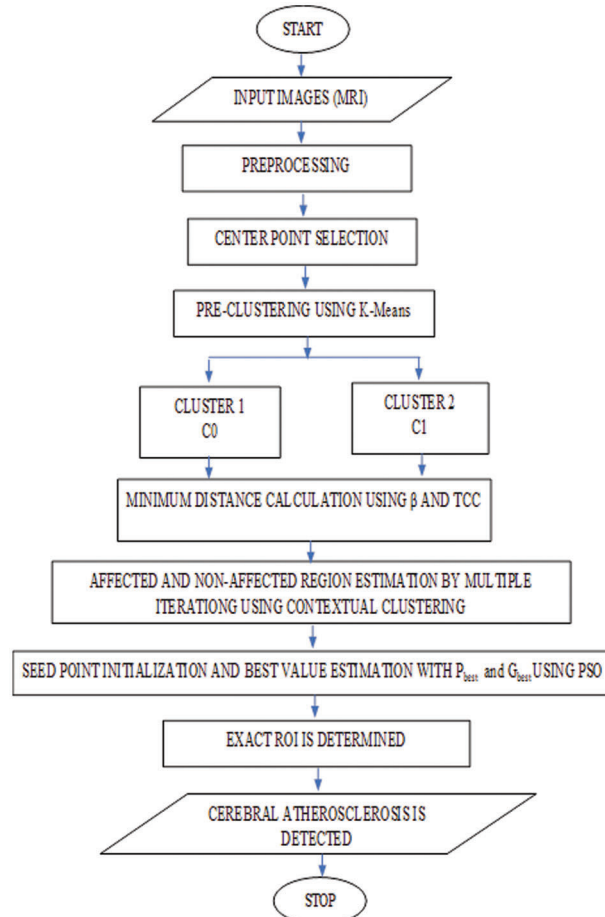 START
INPUT IMAGES (MRI)
PREPROCESSING
CENTER POINT SELECTION
PRE-CLUSTERING USING K-Means
CLUSTER 1
C0
CLUSTER 2
C1
MINIMUM DISTANCE CALCULATION USING β AND TCC
AFFECTED AND NON-AFFECTED REGION ESTIMATION BY MULTIPLE
ITERATIONG USING CONTEXTUAL CLUSTERING
SEED POINT INITIALIZATION AND BEST VALUE ESTIMATION WITH Pbest and Gbest USING PSO
EXACT ROI IS DETERMINED
CEREBRAL ATHEROSCLEROSIS IS
DETECTED
STOP